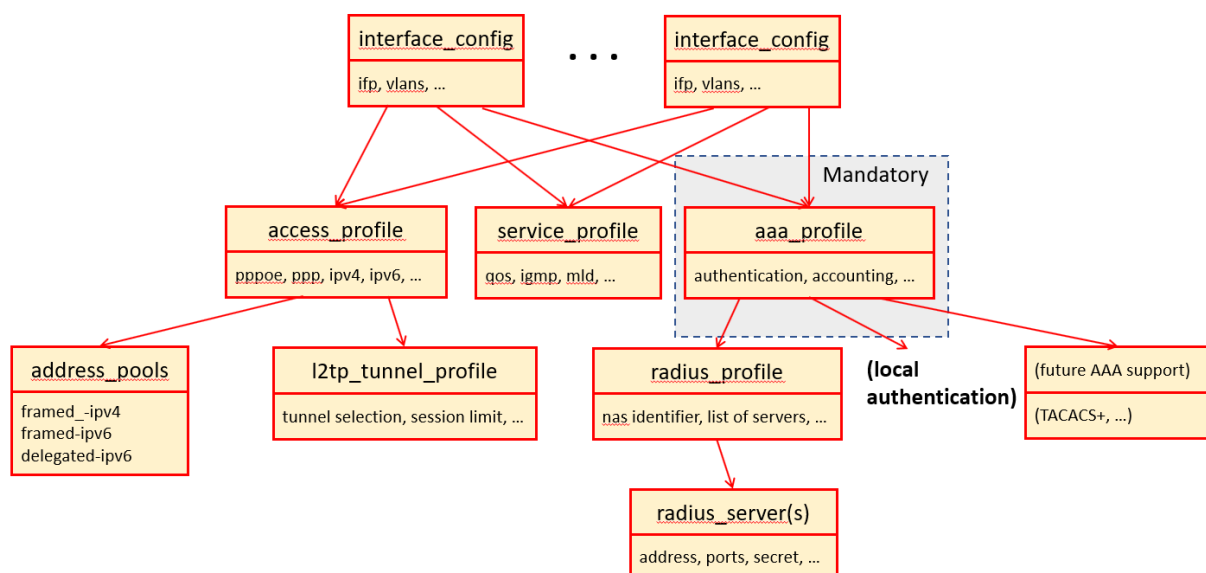 interface_config
. . .
interface_config
ifp, vlans, ...
ifp, vlans, ...
Mandatory
access_profile
service_profile
aaa_profile
pppoe, ppp, ipv4, ipv6, ...
qos, igmp, mld, ...
authentication, accounting, ...
address_pools
framed_-ipv4
framed-ipv6
delegated-ipv6
l2tp_tunnel_profile
tunnel selection, session limit, ...
radius_profile
nas identifier, list of servers, ...
(local
authentication)
(future AAA support)
(TACACS+, ...)
radius_server(s)
address, ports, secret, ...